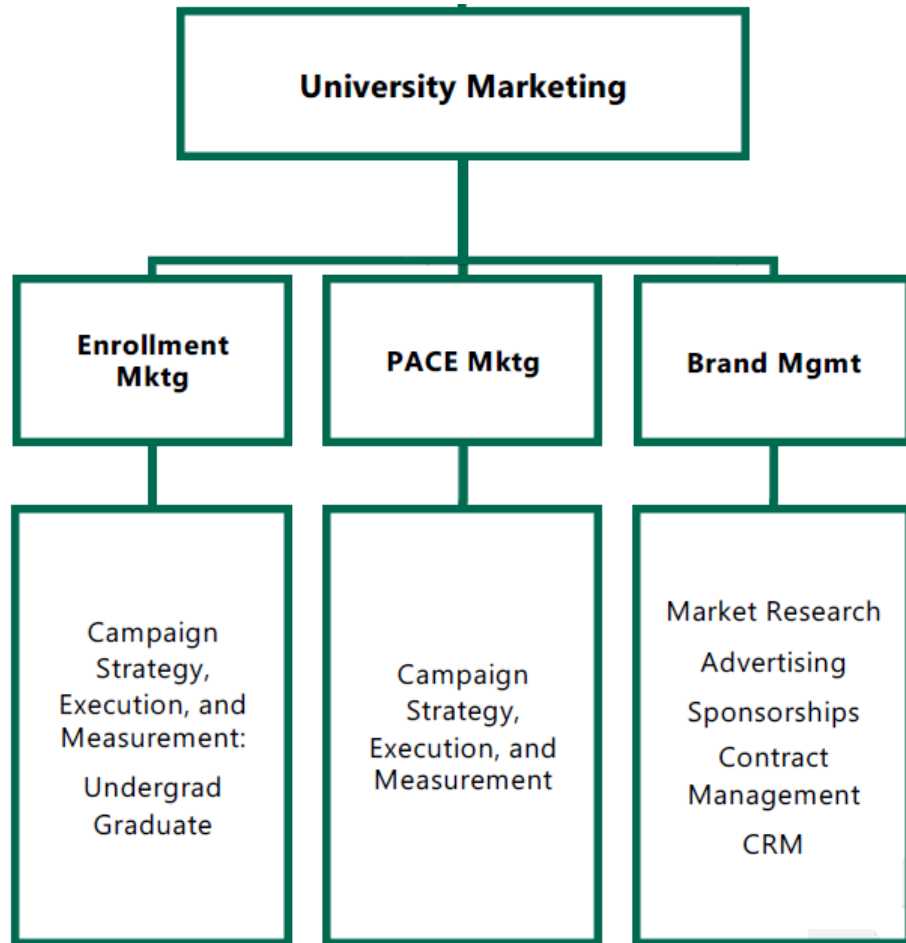 University Marketing
Enrollment
Mktg
PACE Mktg
Brand Mgmt
Campaign
Strategy,
Execution, and
Measurement:
Undergrad
Graduate
Campaign
Strategy,
Execution, and
Measurement
Market Research
Advertising
Sponsorships
Contract
Management
CRM